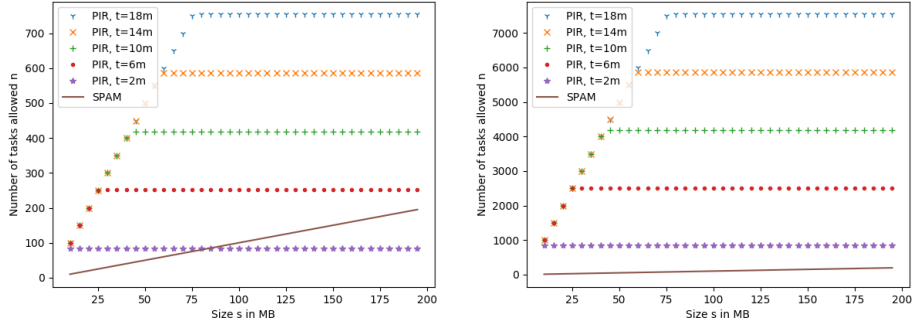 Number of tasks allowed n
700
600
500
400
300
200
100
0
PIR, t=18m
PIR, t=14m
PIR, t=10m
PIR, t=6m
PIR, t=2m
SPAM
25 50 75 100 125 150 175 200
Size s in MB
Number of tasks allowed n
7000
6000
5000
4000
3000
2000
1000
0
PIR, t=18m
PIR, t=14m
PIR, t=10m
PIR, t=6m
PIR, t=2m
SPAM
25 50 75 100 125 150 175 200
Size s in MB